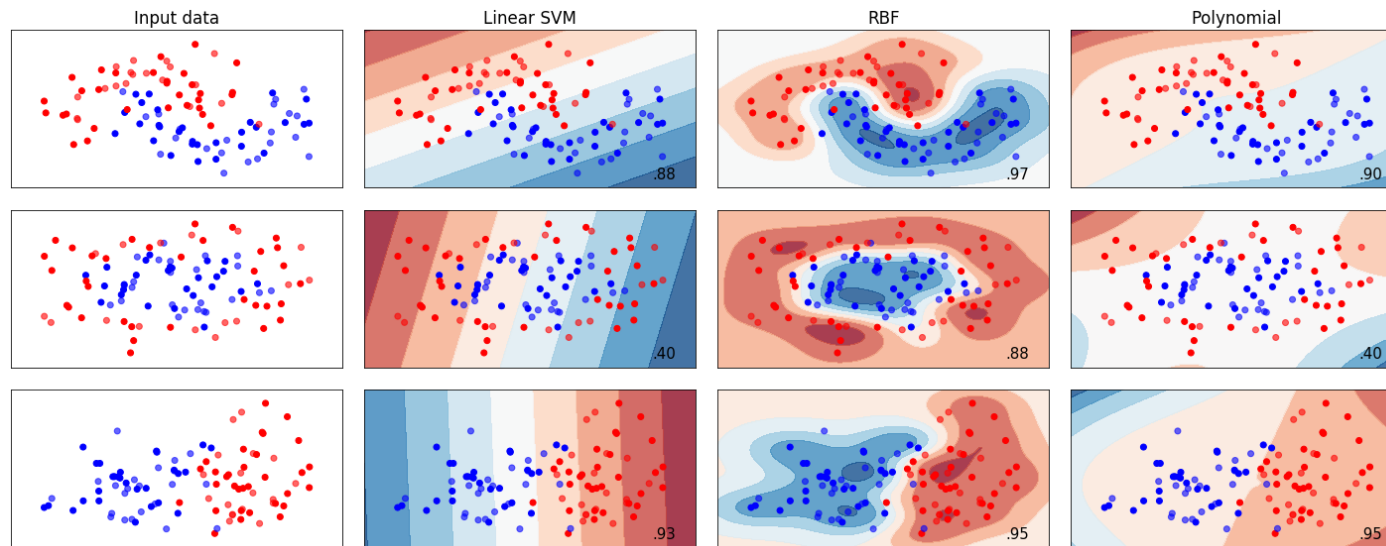 Input data
Linear SVM
RBF
Polynomial
.88
.97
.90
.40
.88
.40
.93
.95
.95